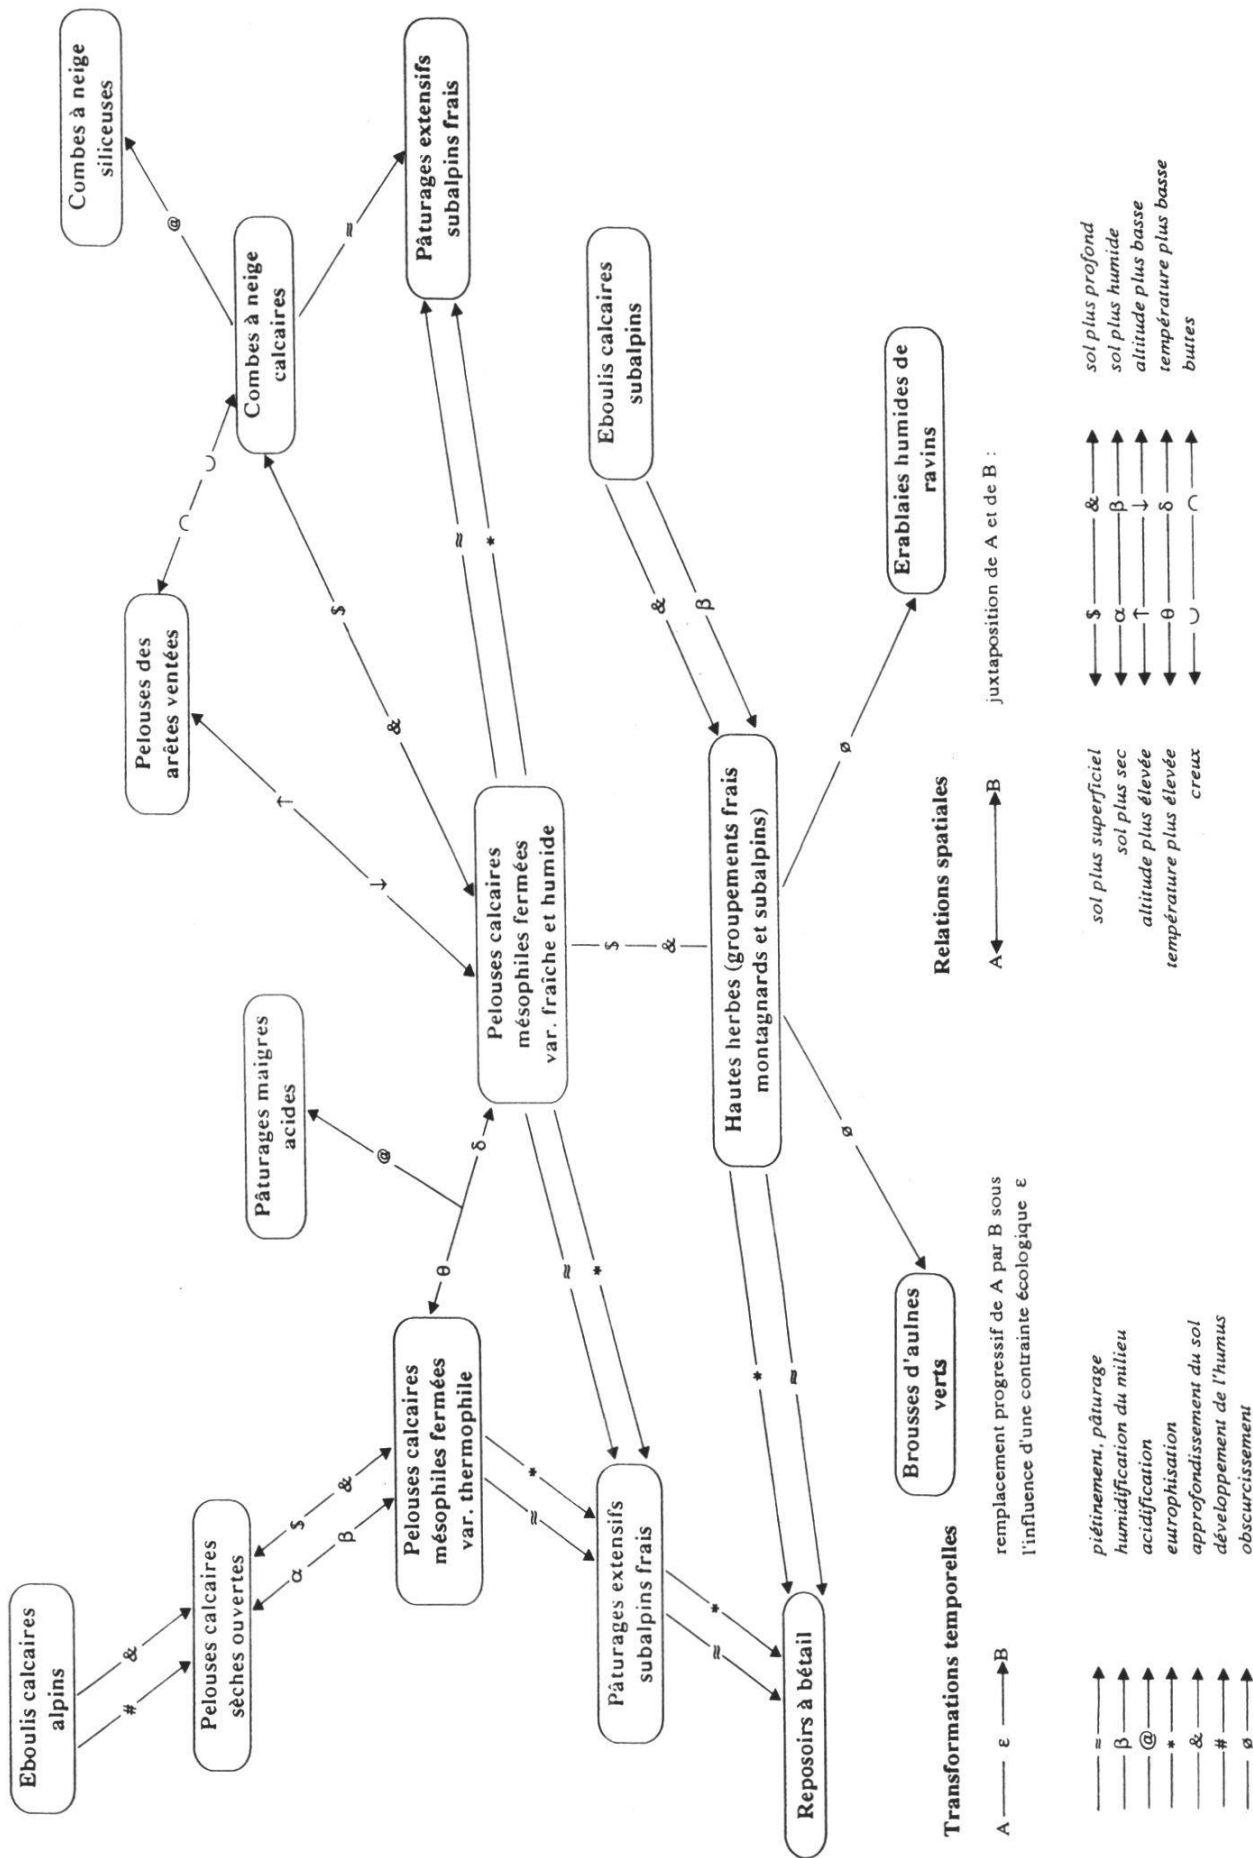 Eboulis calcaires
alpins
#
&
Pelouses calcaires
sèches ouvertes
$
&
α
β
Pelouses calcaires
mésophiles fermées
var. thermophile
θ
δ
@
Pâturages maigres
acides
≈
*
Pâturages extensifs
subalpins frais
≈
*
Reposoirs à bétail
Pelouses calcaires
mésophiles fermées
var. fraîche et humide
≈
*
↓
↑
Pelouses des
arêtes ventées
∩
∪
&
$
Combes à neige
calcaires
@
Combes à neige
siliceuses
≈
Pâturages extensifs
subalpins frais
≈
*
$
&
Hautes herbes (groupements frais
montagnards et subalpins)
*
≈
&
β
Eboulis calcaires
subalpins
ø
Brousses d'aulnes
verts
ø
Erablaies humides de
ravins
Transformations temporelles
A — ε → B
remplacement progressif de A par B sous
l'influence d'une contrainte écologique ε
≈ piétinement, pâturage
β humidification du milieu
@ acidification
* eutrophisation
& approfondissement du sol
# développement de l'humus
ø obscurcissement
Relations spatiales
A ↔ B
juxtaposition de A et de B :
sol plus superficiel $ & sol plus profond
sol plus sec α β sol plus humide
altitude plus élevée ↑ ↓ altitude plus basse
température plus élevée θ δ température plus basse
creux ∪ ∩ buttes